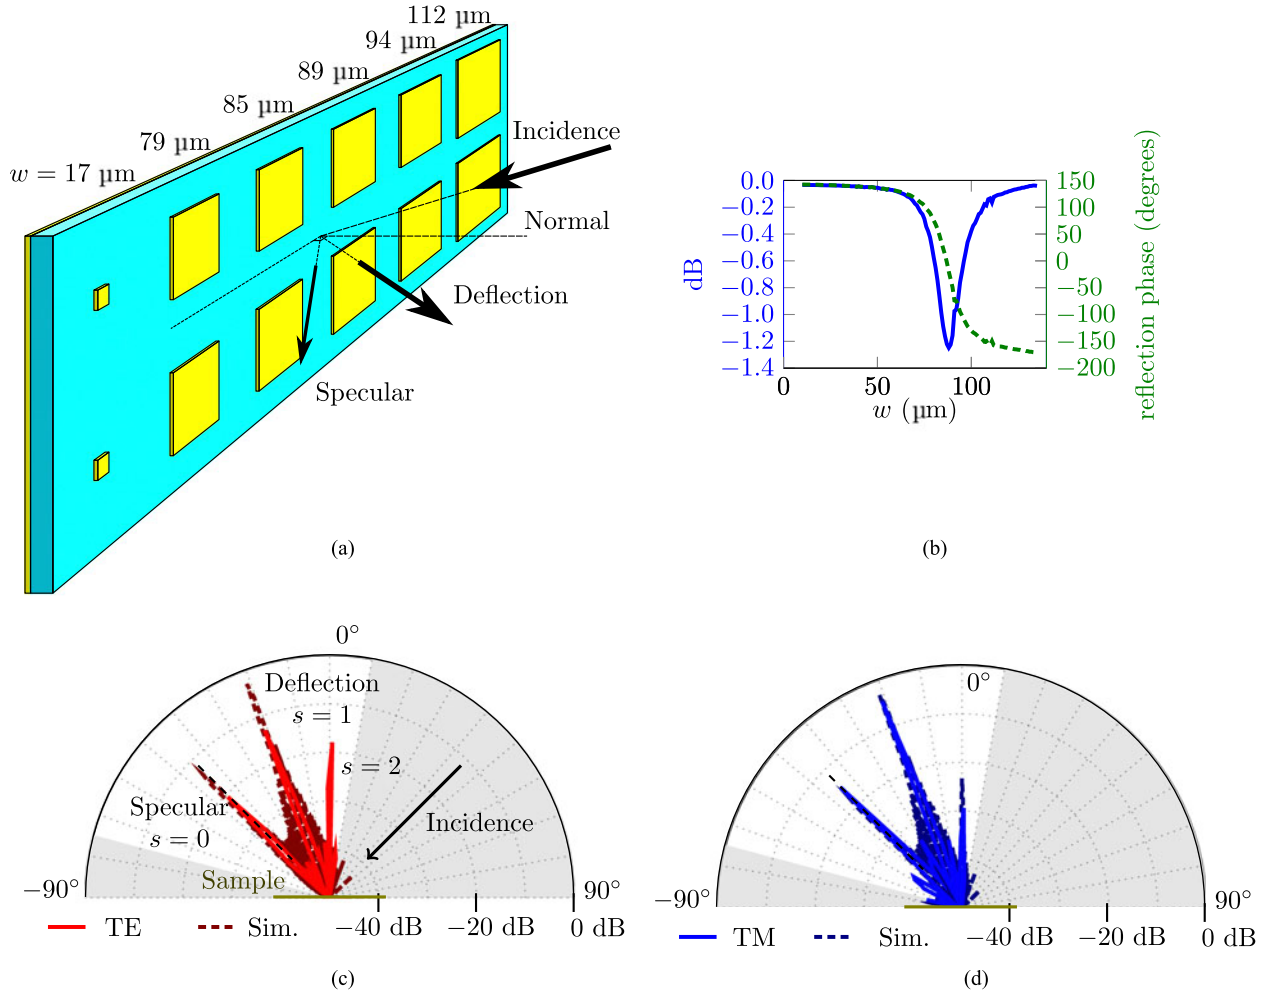 112 µm
94 µm
89 µm
85 µm
79 µm
w = 17 µm
Incidence
Normal
Deflection
Specular
(a)
0.0
−0.2
−0.4
−0.6
−0.8
−1.0
−1.2
−1.4
dB
150
100
50
0
−50
−100
−150
−200
reflection phase (degrees)
0 50 100
w (µm)
(b)
0°
Deflection
s = 1
s = 2
Specular
s = 0
Incidence
Sample
−90° 90°
TE Sim. −40 dB −20 dB 0 dB
(c)
0°
−90° 90°
TM Sim. −40 dB −20 dB 0 dB
(d)